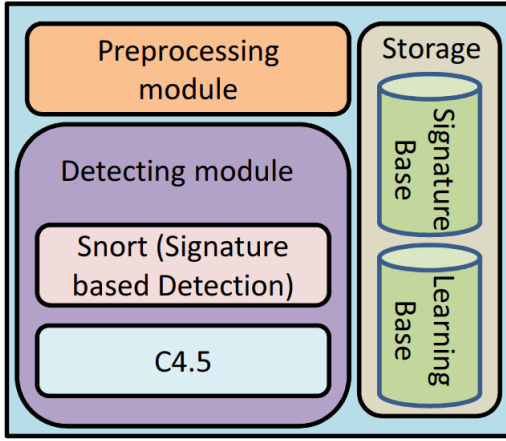 Preprocessing
module
Detecting module
Snort (Signature
based Detection)
C4.5
Storage
Signature
Base
Learning
Base